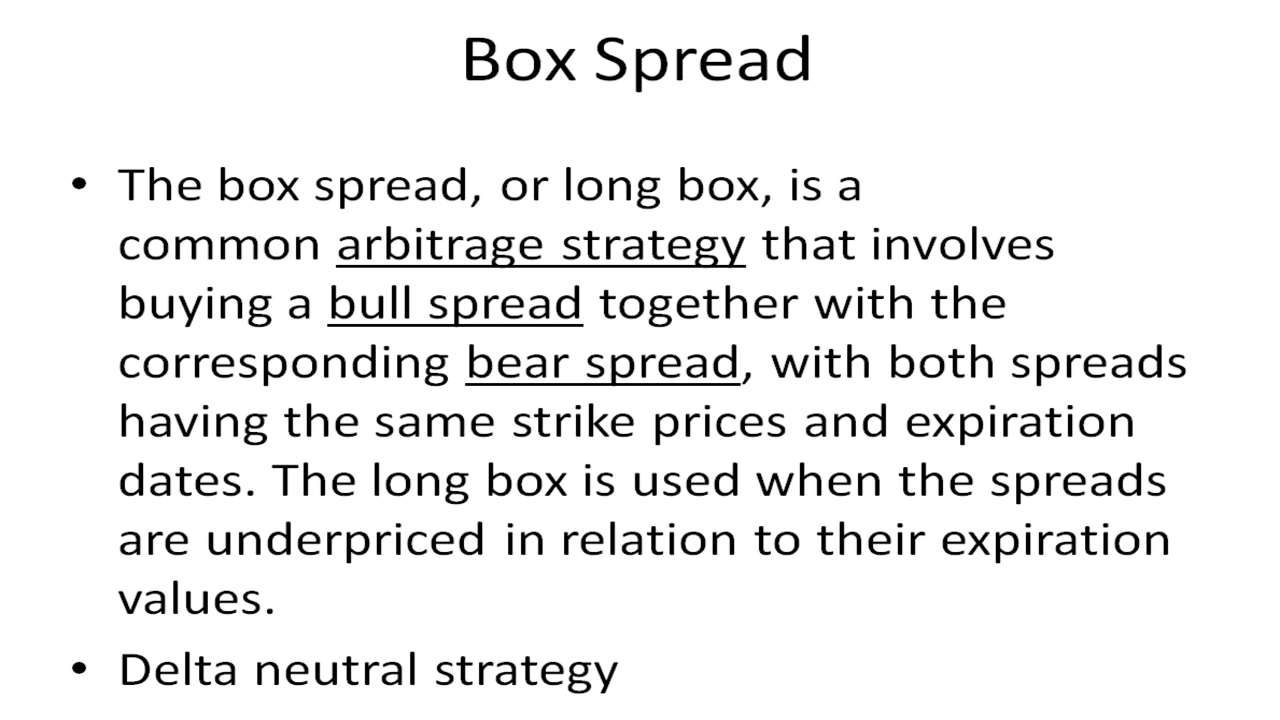 Box Spread
• The box spread, or long box, is a
common arbitrage strategy that involves
buying a bull spread together with the
corresponding bear spread, with both spreads
having the same strike prices and expiration
dates. The long box is used when the spreads
are underpriced in relation to their expiration
values.
• Delta neutral strategy